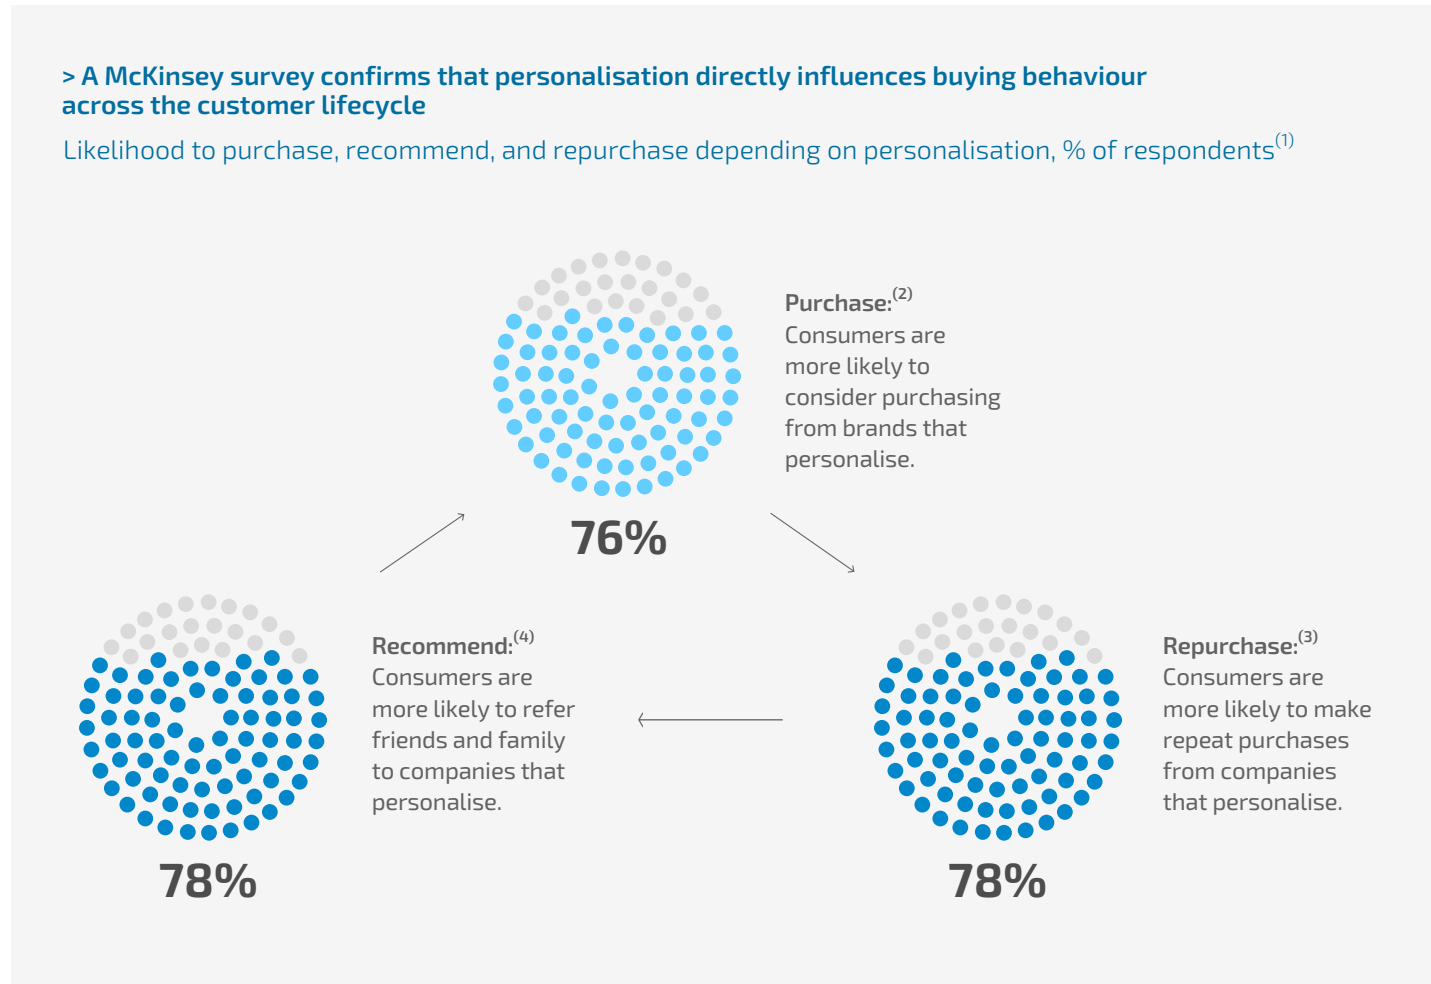 > A McKinsey survey confirms that personalisation directly influences buying behaviour
across the customer lifecycle
Likelihood to purchase, recommend, and repurchase depending on personalisation, % of respondents(1)
Purchase:(2)
Consumers are
more likely to
consider purchasing
from brands that
personalise.
76%
Recommend:(4)
Consumers are
more likely to refer
friends and family
to companies that
personalise.
78%
Repurchase:(3)
Consumers are
more likely to make
repeat purchases
from companies
that personalise.
78%